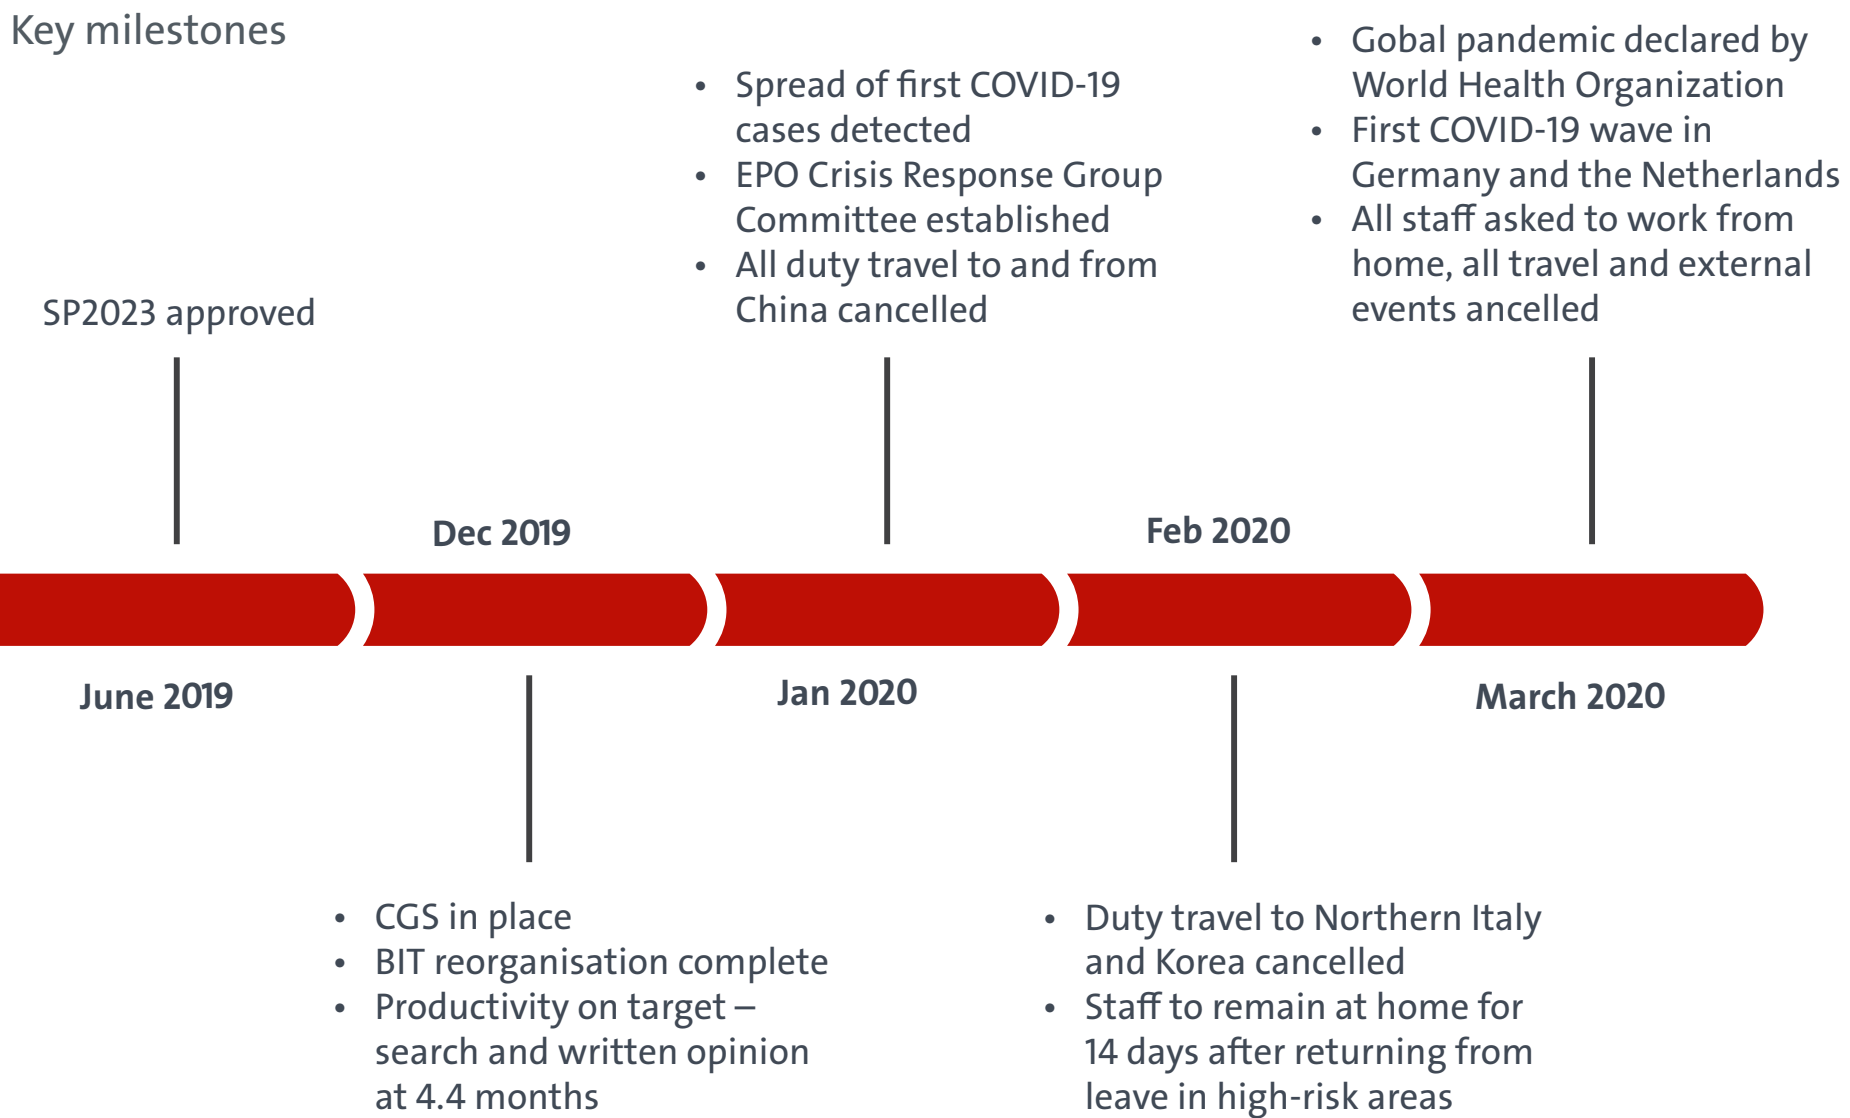 Key milestones
SP2023 approved
• Spread of first COVID-19
cases detected
• EPO Crisis Response Group
Committee established
• All duty travel to and from
China cancelled
• Gobal pandemic declared by
World Health Organization
• First COVID-19 wave in
Germany and the Netherlands
• All staff asked to work from
home, all travel and external
events ancelled
Dec 2019
Feb 2020
June 2019
Jan 2020
March 2020
• CGS in place
• BIT reorganisation complete
• Productivity on target –
search and written opinion
at 4.4 months
• Duty travel to Northern Italy
and Korea cancelled
• Staff to remain at home for
14 days after returning from
leave in high-risk areas